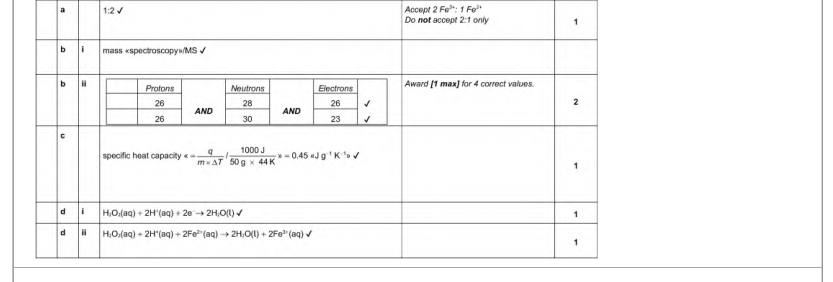 a 1:2 ✓ Accept 2 Fe³⁺: 1 Fe²⁺
Do not accept 2:1 only 1
b i mass «spectroscopy»/MS ✓
b ii Protons Neutrons Electrons Award [1 max] for 4 correct values.
26 AND 28 AND 26 ✓ 2
26 30 23 ✓
c specific heat capacity « = q / m × ΔT / 1000 J / 50 g × 44 K » = 0.45 «J g⁻¹ K⁻¹» ✓ 1
d i H₂O₂(aq) + 2H⁺(aq) + 2e⁻ → 2H₂O(l) ✓ 1
d ii H₂O₂(aq) + 2H⁺(aq) + 2Fe²⁺(aq) → 2H₂O(l) + 2Fe³⁺(aq) ✓ 1